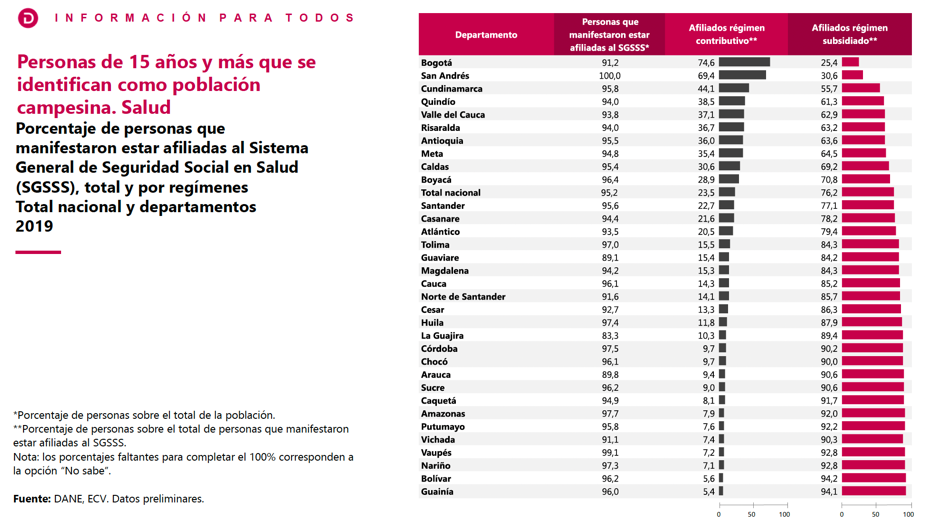 D INFORMACIÓN PARA TODOS
Personas de 15 años y más que se
identifican como población
campesina. Salud
Porcentaje de personas que
manifestaron estar afiliadas al Sistema
General de Seguridad Social en Salud
(SGSSS), total y por regímenes
Total nacional y departamentos
2019
*Porcentaje de personas sobre el total de la población.
**Porcentaje de personas sobre el total de personas que manifestaron
estar afiliadas al SGSSS.
Nota: los porcentajes faltantes para completar el 100% corresponden a
la opción “No sabe”.
Fuente: DANE, ECV. Datos preliminares.
Departamento
Personas que
manifestaron estar
afiliadas al SGSSS*
Afiliados régimen
contributivo**
Afiliados régimen
subsidiado**
Bogotá 91,2 74,6 25,4
San Andrés 100,0 69,4 30,6
Cundinamarca 95,8 44,1 55,7
Quindío 94,0 38,5 61,3
Valle del Cauca 93,8 37,1 62,9
Risaralda 94,0 36,7 63,2
Antioquia 95,5 36,0 63,6
Meta 94,8 35,4 64,5
Caldas 95,4 30,6 69,2
Boyacá 96,4 28,9 70,8
Total nacional 95,2 23,5 76,2
Santander 95,6 22,7 77,1
Casanare 94,4 21,6 78,2
Atlántico 93,5 20,5 79,4
Tolima 97,0 15,5 84,3
Guaviare 89,1 15,4 84,2
Magdalena 94,2 15,3 84,3
Cauca 96,1 14,3 85,2
Norte de Santander 91,6 14,1 85,7
Cesar 92,7 13,3 86,3
Huila 97,4 11,8 87,9
La Guajira 83,3 10,3 89,4
Córdoba 97,5 9,7 90,2
Chocó 96,1 9,7 90,0
Arauca 89,8 9,4 90,6
Sucre 96,2 9,0 90,6
Caquetá 94,9 8,1 91,7
Amazonas 97,7 7,9 92,0
Putumayo 95,8 7,6 92,2
Vichada 91,1 7,4 90,3
Vaupés 99,1 7,2 92,8
Nariño 97,3 7,1 92,8
Bolívar 96,2 5,6 94,2
Guainía 96,0 5,4 94,1
0 50 100 0 50 100